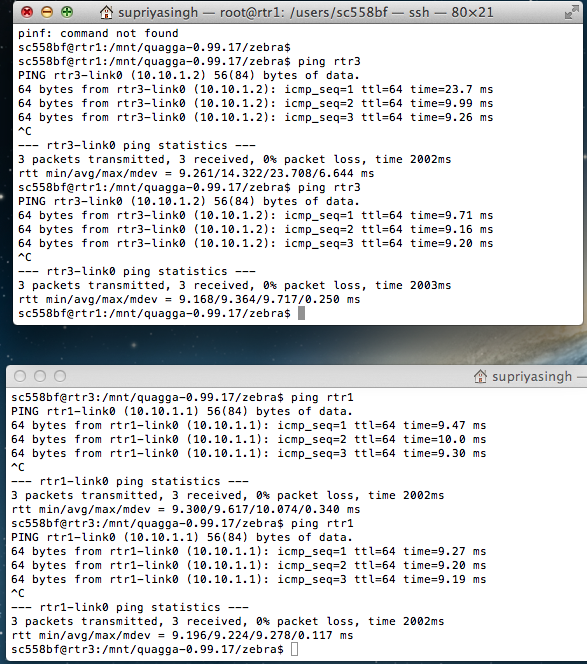 supriyasingh — root@rtr1: /users/sc558bf — ssh — 80×21
pinf: command not found
sc558bf@rtr1:/mnt/quagga-0.99.17/zebra$
sc558bf@rtr1:/mnt/quagga-0.99.17/zebra$ ping rtr3
PING rtr3-link0 (10.10.1.2) 56(84) bytes of data.
64 bytes from rtr3-link0 (10.10.1.2): icmp_seq=1 ttl=64 time=23.7 ms
64 bytes from rtr3-link0 (10.10.1.2): icmp_seq=2 ttl=64 time=9.99 ms
64 bytes from rtr3-link0 (10.10.1.2): icmp_seq=3 ttl=64 time=9.26 ms
^C
--- rtr3-link0 ping statistics ---
3 packets transmitted, 3 received, 0% packet loss, time 2002ms
rtt min/avg/max/mdev = 9.261/14.322/23.708/6.644 ms
sc558bf@rtr1:/mnt/quagga-0.99.17/zebra$ ping rtr3
PING rtr3-link0 (10.10.1.2) 56(84) bytes of data.
64 bytes from rtr3-link0 (10.10.1.2): icmp_seq=1 ttl=64 time=9.71 ms
64 bytes from rtr3-link0 (10.10.1.2): icmp_seq=2 ttl=64 time=9.16 ms
64 bytes from rtr3-link0 (10.10.1.2): icmp_seq=3 ttl=64 time=9.20 ms
^C
--- rtr3-link0 ping statistics ---
3 packets transmitted, 3 received, 0% packet loss, time 2003ms
rtt min/avg/max/mdev = 9.168/9.364/9.717/0.250 ms
sc558bf@rtr1:/mnt/quagga-0.99.17/zebra$
supriyasingh —
sc558bf@rtr3:/mnt/quagga-0.99.17/zebra$ ping rtr1
PING rtr1-link0 (10.10.1.1) 56(84) bytes of data.
64 bytes from rtr1-link0 (10.10.1.1): icmp_seq=1 ttl=64 time=9.47 ms
64 bytes from rtr1-link0 (10.10.1.1): icmp_seq=2 ttl=64 time=10.0 ms
64 bytes from rtr1-link0 (10.10.1.1): icmp_seq=3 ttl=64 time=9.30 ms
^C
--- rtr1-link0 ping statistics ---
3 packets transmitted, 3 received, 0% packet loss, time 2002ms
rtt min/avg/max/mdev = 9.300/9.617/10.074/0.340 ms
sc558bf@rtr3:/mnt/quagga-0.99.17/zebra$ ping rtr1
PING rtr1-link0 (10.10.1.1) 56(84) bytes of data.
64 bytes from rtr1-link0 (10.10.1.1): icmp_seq=1 ttl=64 time=9.27 ms
64 bytes from rtr1-link0 (10.10.1.1): icmp_seq=2 ttl=64 time=9.20 ms
64 bytes from rtr1-link0 (10.10.1.1): icmp_seq=3 ttl=64 time=9.19 ms
^C
--- rtr1-link0 ping statistics ---
3 packets transmitted, 3 received, 0% packet loss, time 2002ms
rtt min/avg/max/mdev = 9.196/9.224/9.278/0.117 ms
sc558bf@rtr3:/mnt/quagga-0.99.17/zebra$